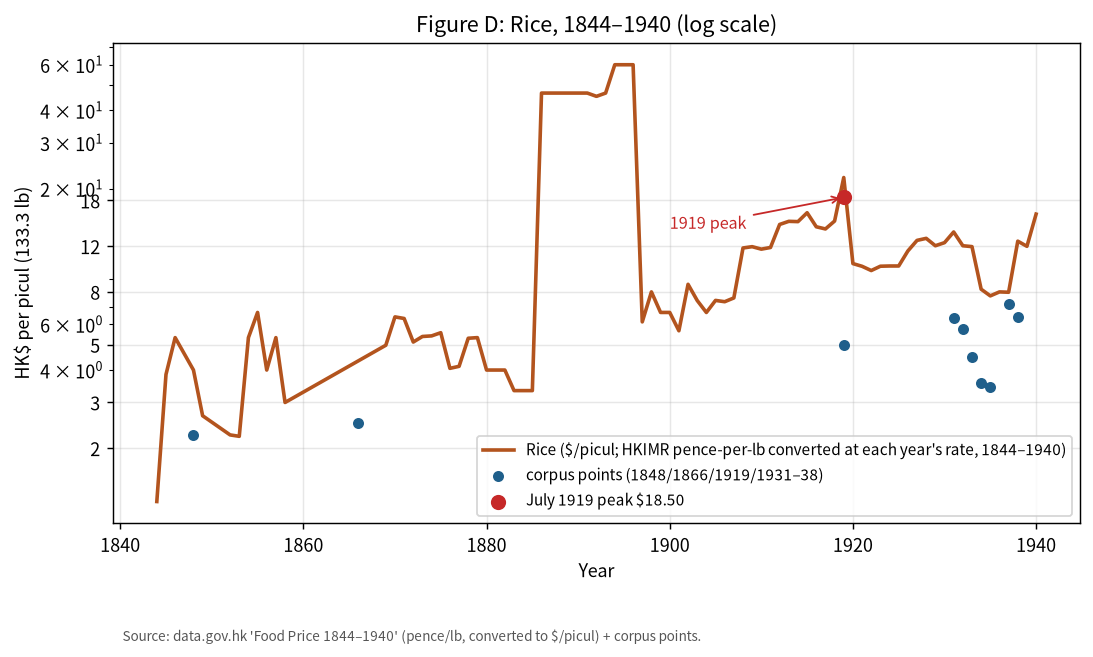 Figure D: Rice, 1844–1940 (log scale)
HK$ per picul (133.3 lb)
6 × 10¹
4 × 10¹
3 × 10¹
2 × 10¹
18
12
8
6 × 10⁰
5
4 × 10⁰
3
2
1919 peak
Rice ($/picul; HKIMR pence-per-lb converted at each year's rate, 1844–1940)
corpus points (1848/1866/1919/1931–38)
July 1919 peak $18.50
1840 1860 1880 1900 1920 1940
Year
Source: data.gov.hk 'Food Price 1844–1940' (pence/lb, converted to $/picul) + corpus points.